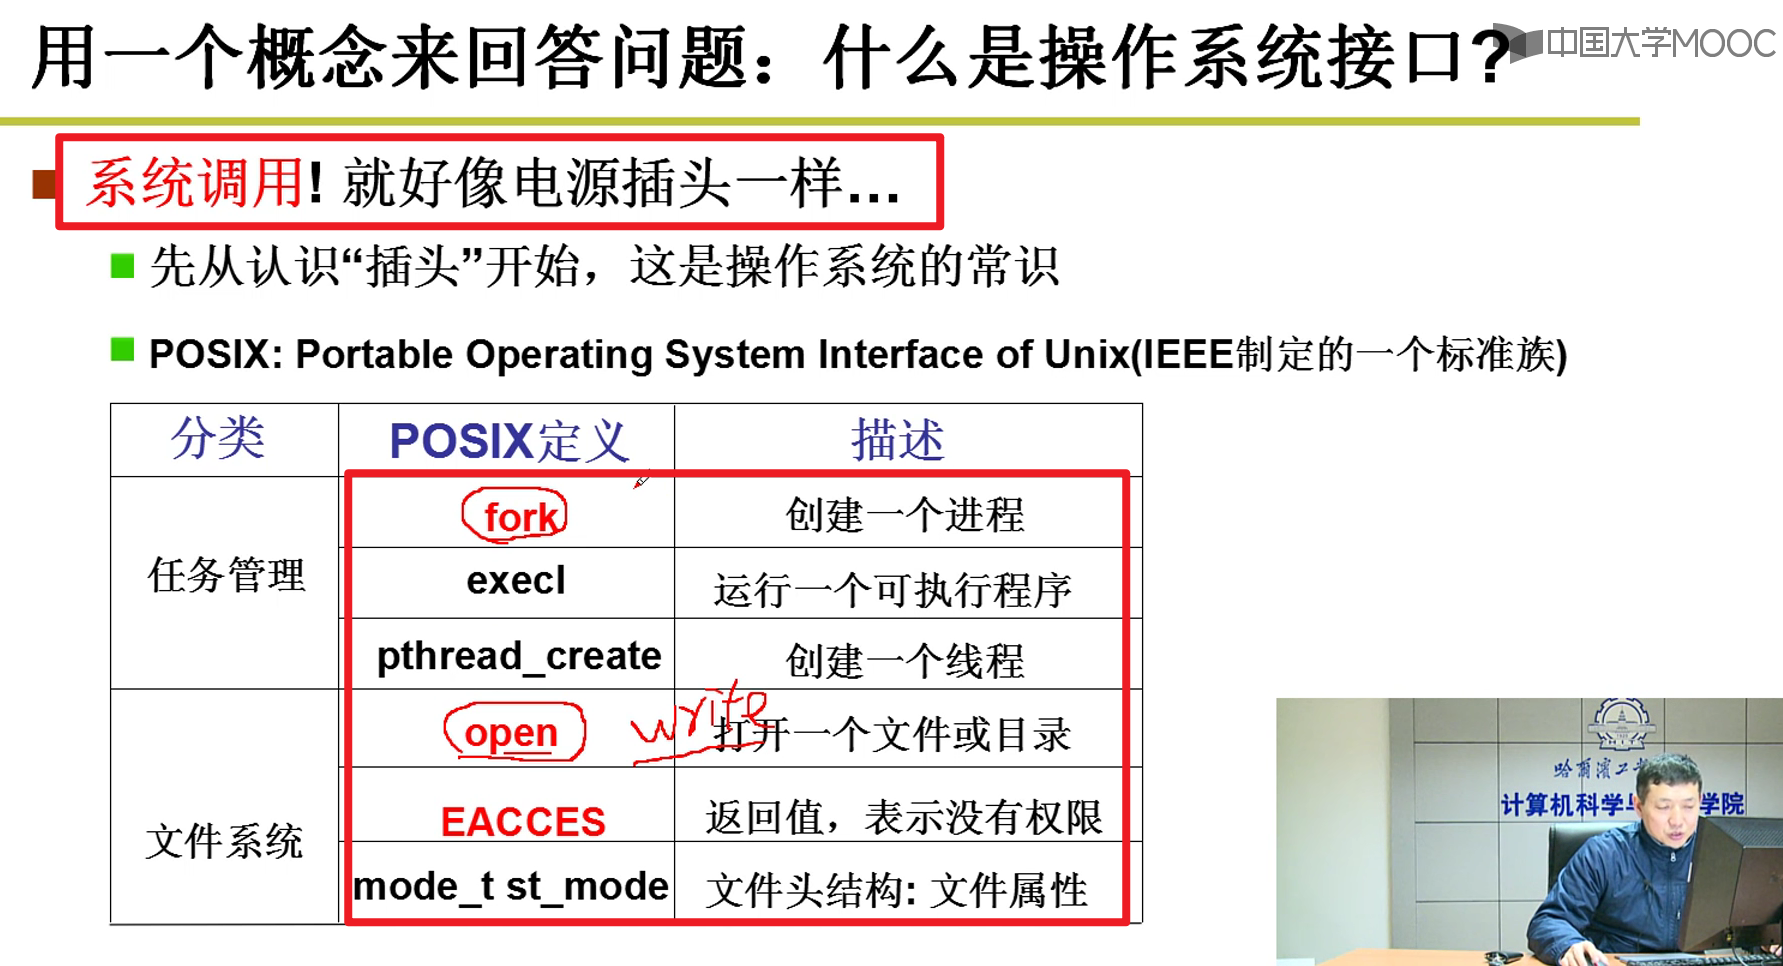 用一个概念来回答问题：什么是操作系统接口?
中国大学MOOC
系统调用! 就好像电源插头一样...
先从认识“插头”开始，这是操作系统的常识
POSIX: Portable Operating System Interface of Unix(IEEE制定的一个标准族)
分类 POSIX定义 描述
任务管理
fork 创建一个进程
execl 运行一个可执行程序
pthread_create 创建一个线程
文件系统
open write 打开一个文件或目录
EACCES 返回值，表示没有权限
mode_t st_mode 文件头结构: 文件属性
HIT
哈尔滨工
计算机科学与 学院